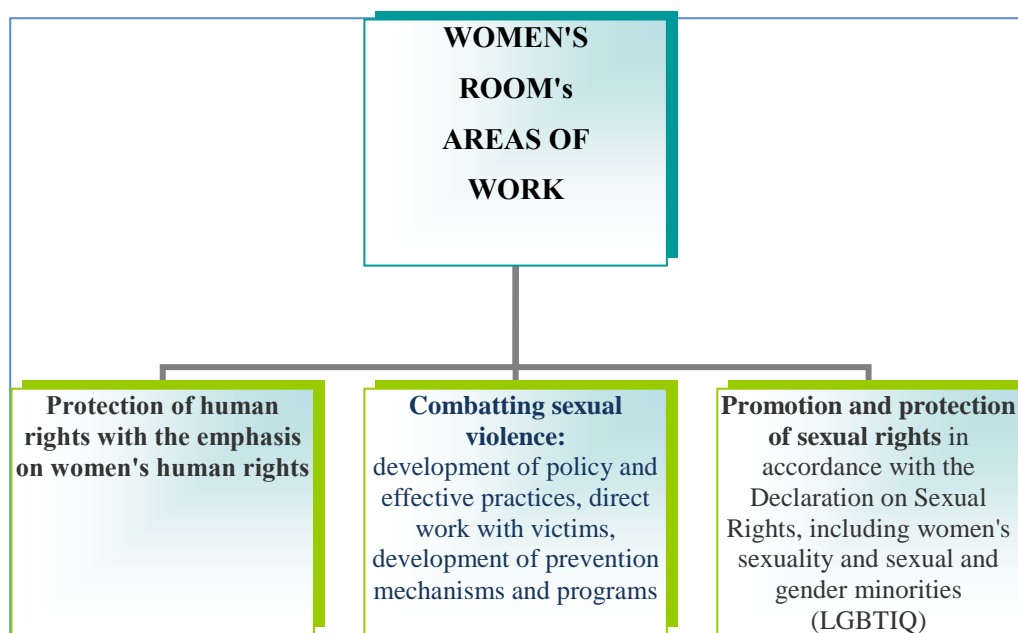 WOMEN'S
ROOM's
AREAS OF
WORK
Protection of human
rights with the emphasis
on women's human rights
Combatting sexual
violence:
development of policy and
effective practices, direct
work with victims,
development of prevention
mechanisms and programs
Promotion and protection
of sexual rights in
accordance with the
Declaration on Sexual
Rights, including women's
sexuality and sexual and
gender minorities
(LGBTIQ)